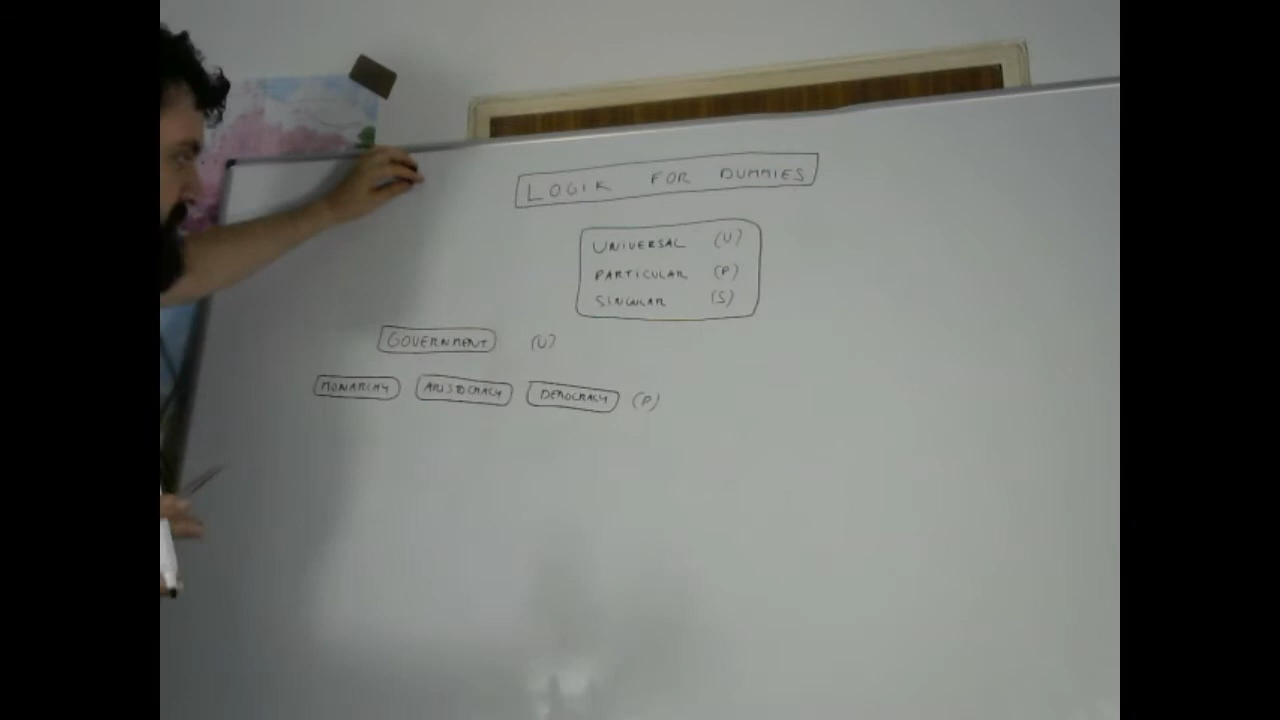 LOGIK FOR DUMMIES
UNIVERSAL (U)
PARTICULAR (P)
SINGULAR (S)
GOVERNMENT (U)
MONARCHY ARISTOCRACY DEMOCRACY (P)